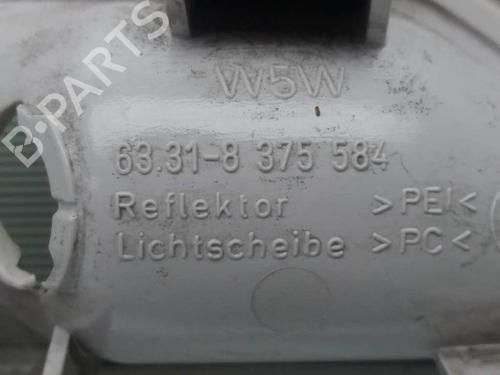 B-PARTS
W5W
63.31-8 375 584
Reflektor >PEI<
Lichtscheibe >PC<